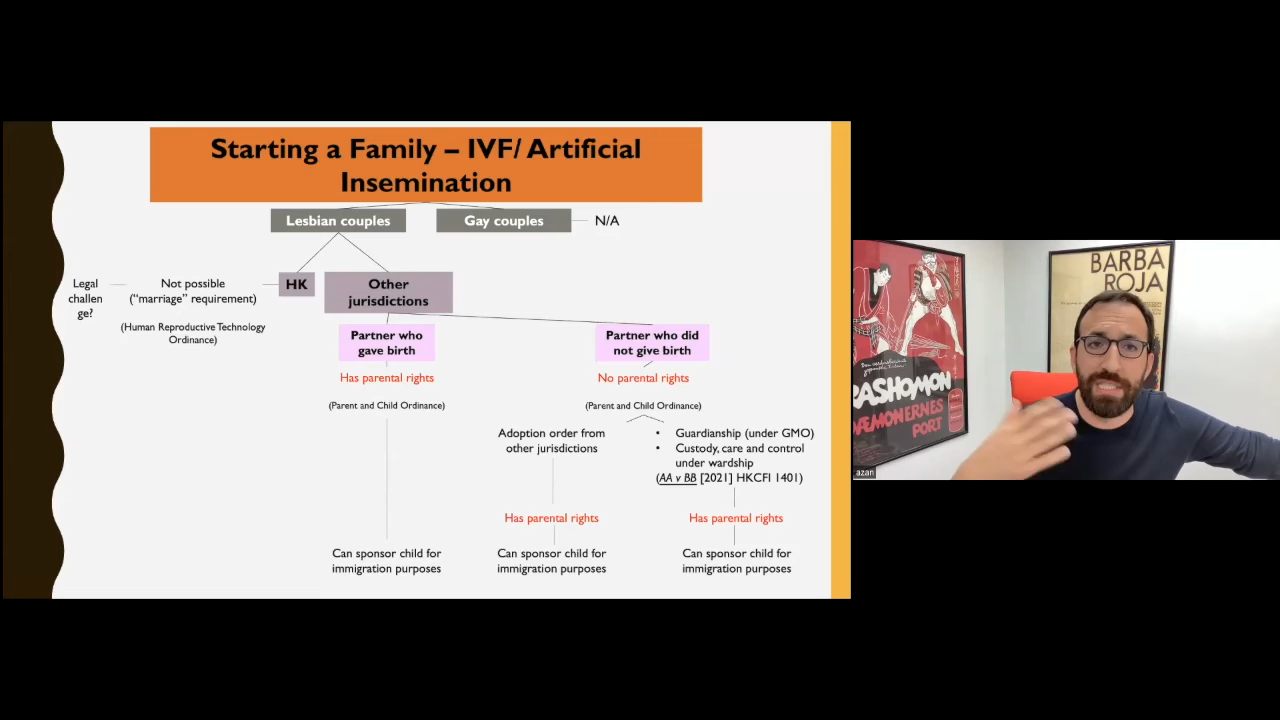 Starting a Family – IVF/ Artificial
Insemination
Lesbian couples
Gay couples
N/A
Legal
challen
ge?
Not possible
(“marriage” requirement)
(Human Reproductive Technology
Ordinance)
HK
Other
jurisdictions
Partner who
gave birth
Has parental rights
(Parent and Child Ordinance)
Can sponsor child for
immigration purposes
Partner who did
not give birth
No parental rights
(Parent and Child Ordinance)
Adoption order from
other jurisdictions
Has parental rights
Can sponsor child for
immigration purposes
• Guardianship (under GMO)
• Custody, care and control
under wardship
(AA v BB [2021] HKCFI 1401)
Has parental rights
Can sponsor child for
immigration purposes
RASHOMON
DÆMONERNES
PORT
BARBA
ROJA
azan